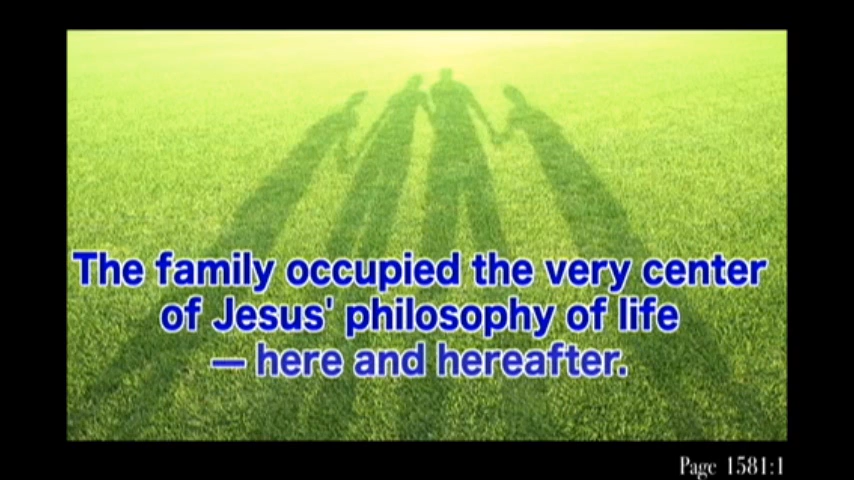 The family occupied the very center
of Jesus' philosophy of life
— here and hereafter.
Page 1581:1